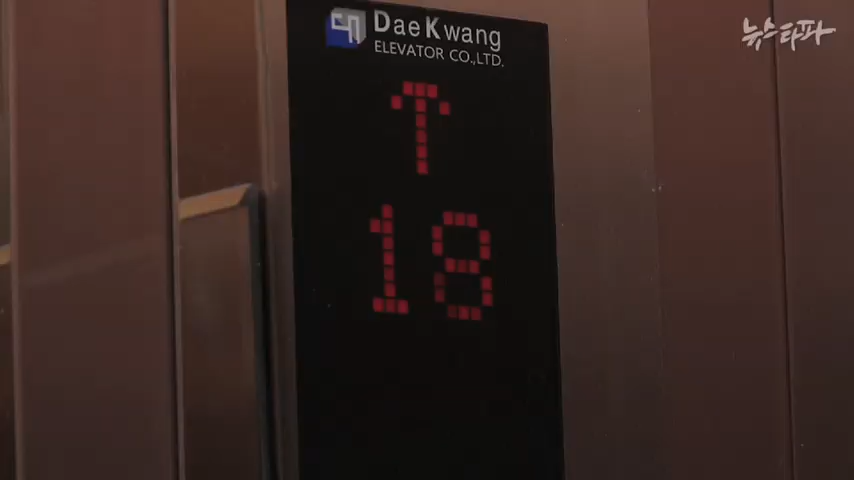 DaeKwang
ELEVATOR CO.,LTD.
뉴스타파
↑
18